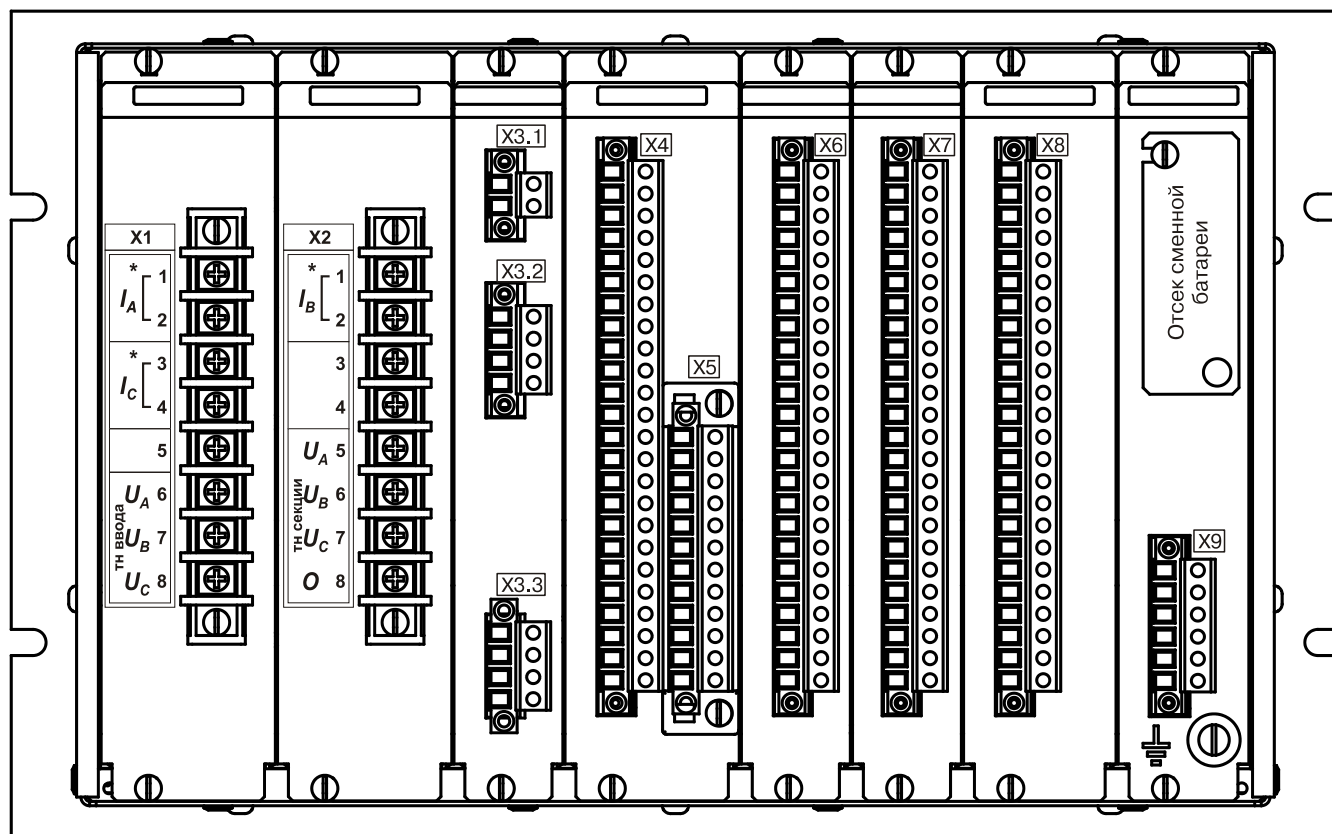 X1
* 1
I_A
2
* 3
I_C
4
5
U_A 6
U_B 7
U_C 8
ТН ВВОДА
X2
* 1
I_B
2
3
4
U_A 5
U_B 6
U_C 7
O 8
ТН СЕКЦИИ
X3.1
X3.2
X3.3
X4
X5
X6
X7
X8
Отсек сменной
батареи
X9